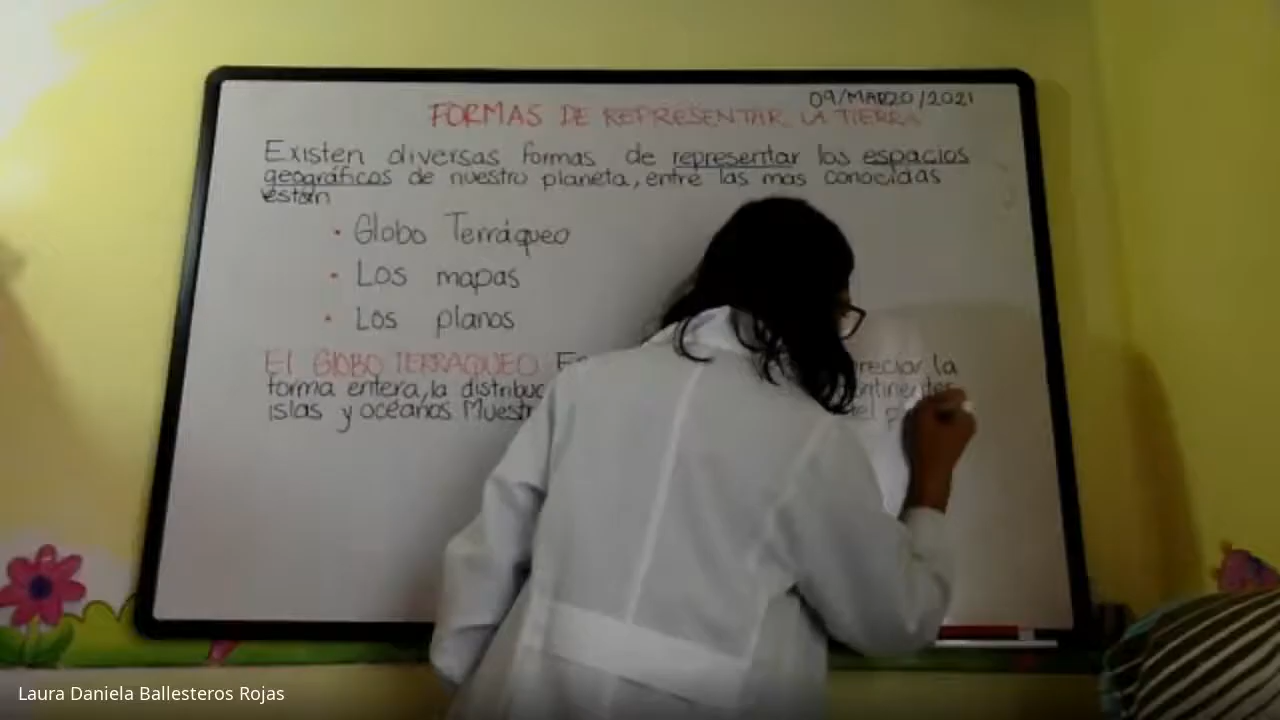 09/MARZO/2021
FORMAS DE REPRESENTAR LA TIERRA
Existen diversas formas de representar los espacios
geográficos de nuestro planeta, entre las mas conocidas
están
• Globo Terráqueo
• Los mapas
• Los planos
El GLOBO TERRAQUEO la
forma entera, la
islas y océanos
Laura Daniela Ballesteros Rojas